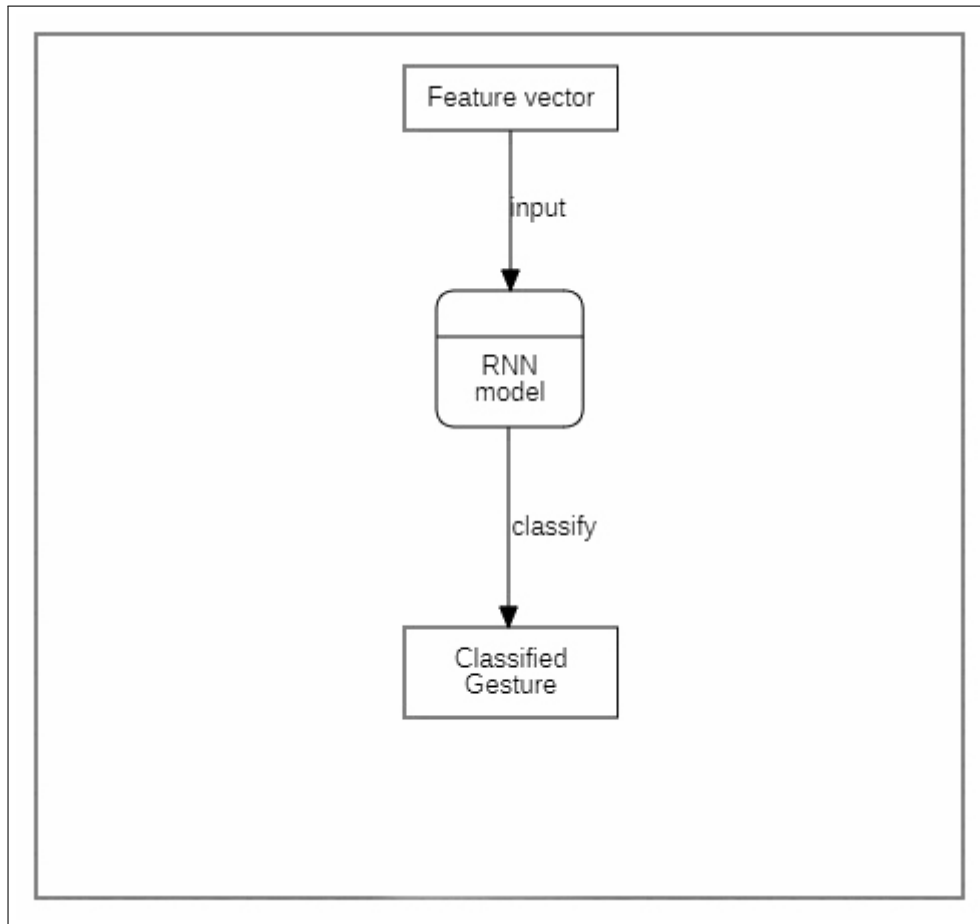 Feature vector
input
RNN
model
classify
Classified
Gesture